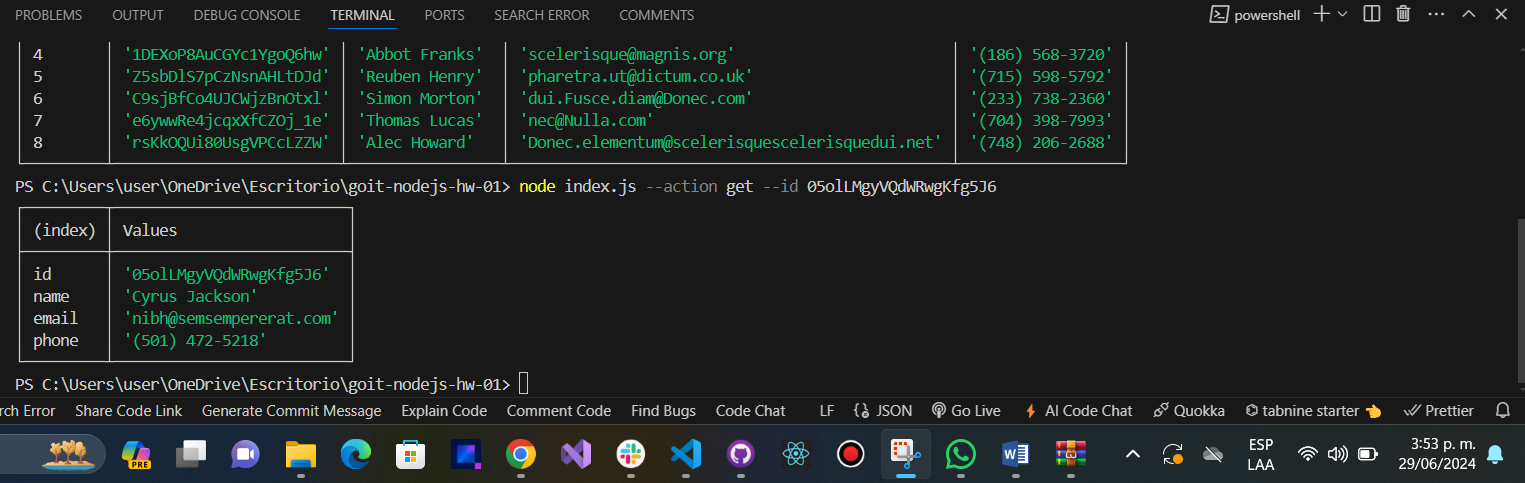 PROBLEMS OUTPUT DEBUG CONSOLE TERMINAL PORTS SEARCH ERROR COMMENTS powershell
4 '1DEXoP8AuCGYc1YgoQ6hw' 'Abbot Franks' 'scelerisque@magnis.org' '(186) 568-3720'
5 'Z5sbDlS7pCzNsnAHLtDJd' 'Reuben Henry' 'pharetra.ut@dictum.co.uk' '(715) 598-5792'
6 'C9sjBfCo4UJCWjzBnOtxl' 'Simon Morton' 'dui.Fusce.diam@Donec.com' '(233) 738-2360'
7 'e6ywwRe4jcqxXfCZOj_1e' 'Thomas Lucas' 'nec@Nulla.com' '(704) 398-7993'
8 'rsKkOQUi80UsgVPCcLZZW' 'Alec Howard' 'Donec.elementum@scelerisquescelerisquedui.net' '(748) 206-2688'
PS C:\Users\user\OneDrive\Escritorio\goit-nodejs-hw-01> node index.js --action get --id 05olLMgyVQdWRwgKfg5J6
(index) Values
id '05olLMgyVQdWRwgKfg5J6'
name 'Cyrus Jackson'
email 'nibh@semsempererat.com'
phone '(501) 472-5218'
PS C:\Users\user\OneDrive\Escritorio\goit-nodejs-hw-01>
rch Error Share Code Link Generate Commit Message Explain Code Comment Code Find Bugs Code Chat LF JSON Go Live AI Code Chat Quokka tabnine starter Prettier
PRE ESP 3:53 p. m.
LAA 29/06/2024